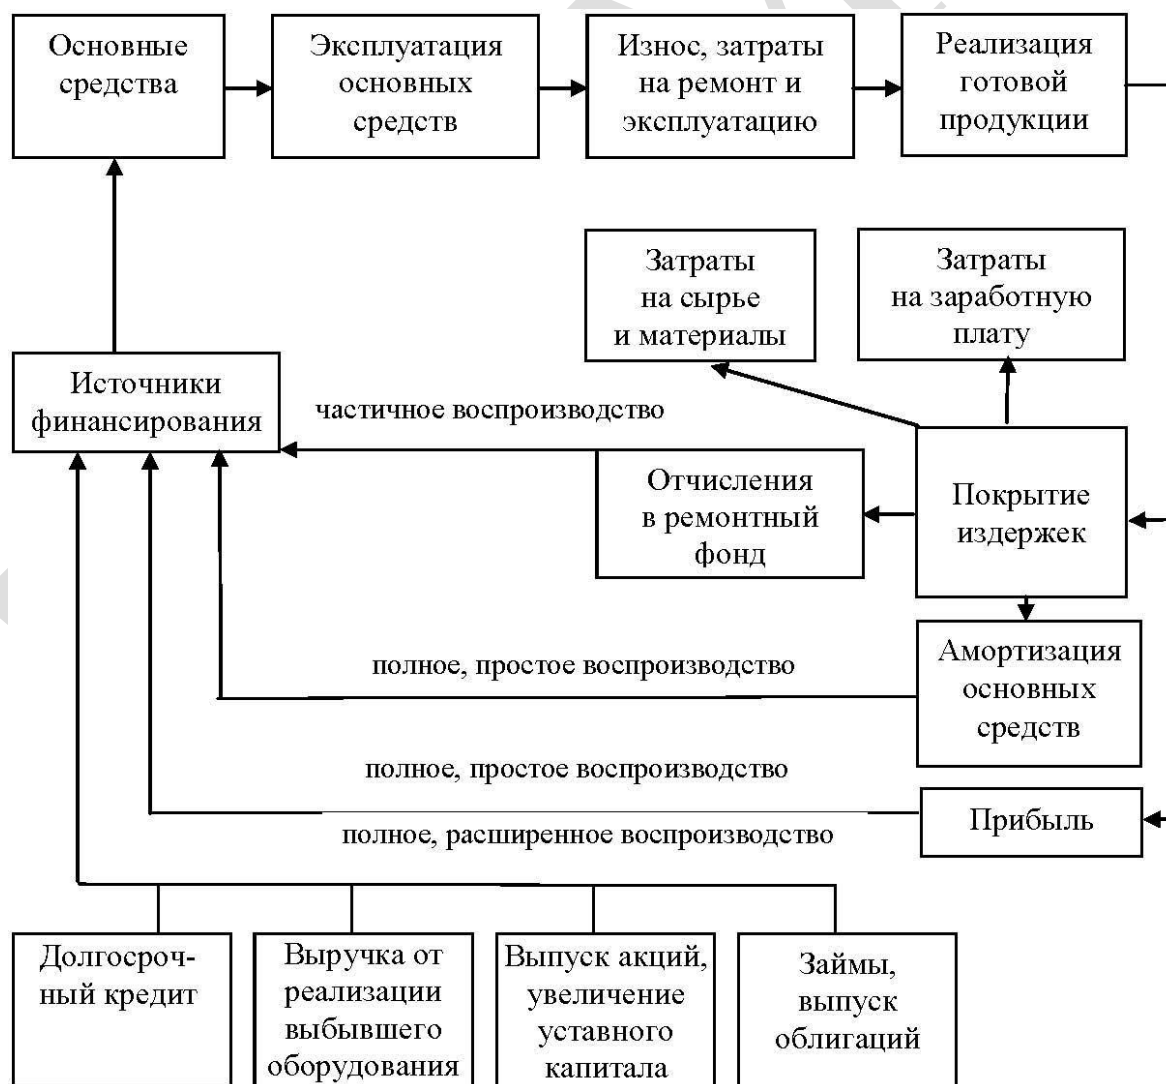 Основные
средства
Эксплуатация
основных
средств
Износ, затраты
на ремонт и
эксплуатацию
Реализация
готовой
продукции
Затраты
на сырье
и материалы
Затраты
на заработную
плату
Источники
финансирования
частичное воспроизводство
Отчисления
в ремонтный
фонд
Покрытие
издержек
полное, простое воспроизводство
Амортизация
основных
средств
полное, простое воспроизводство
Прибыль
полное, расширенное воспроизводство
Долгосроч-
ный кредит
Выручка от
реализации
выбывшего
оборудования
Выпуск акций,
увеличение
уставного
капитала
Займы,
выпуск
облигаций